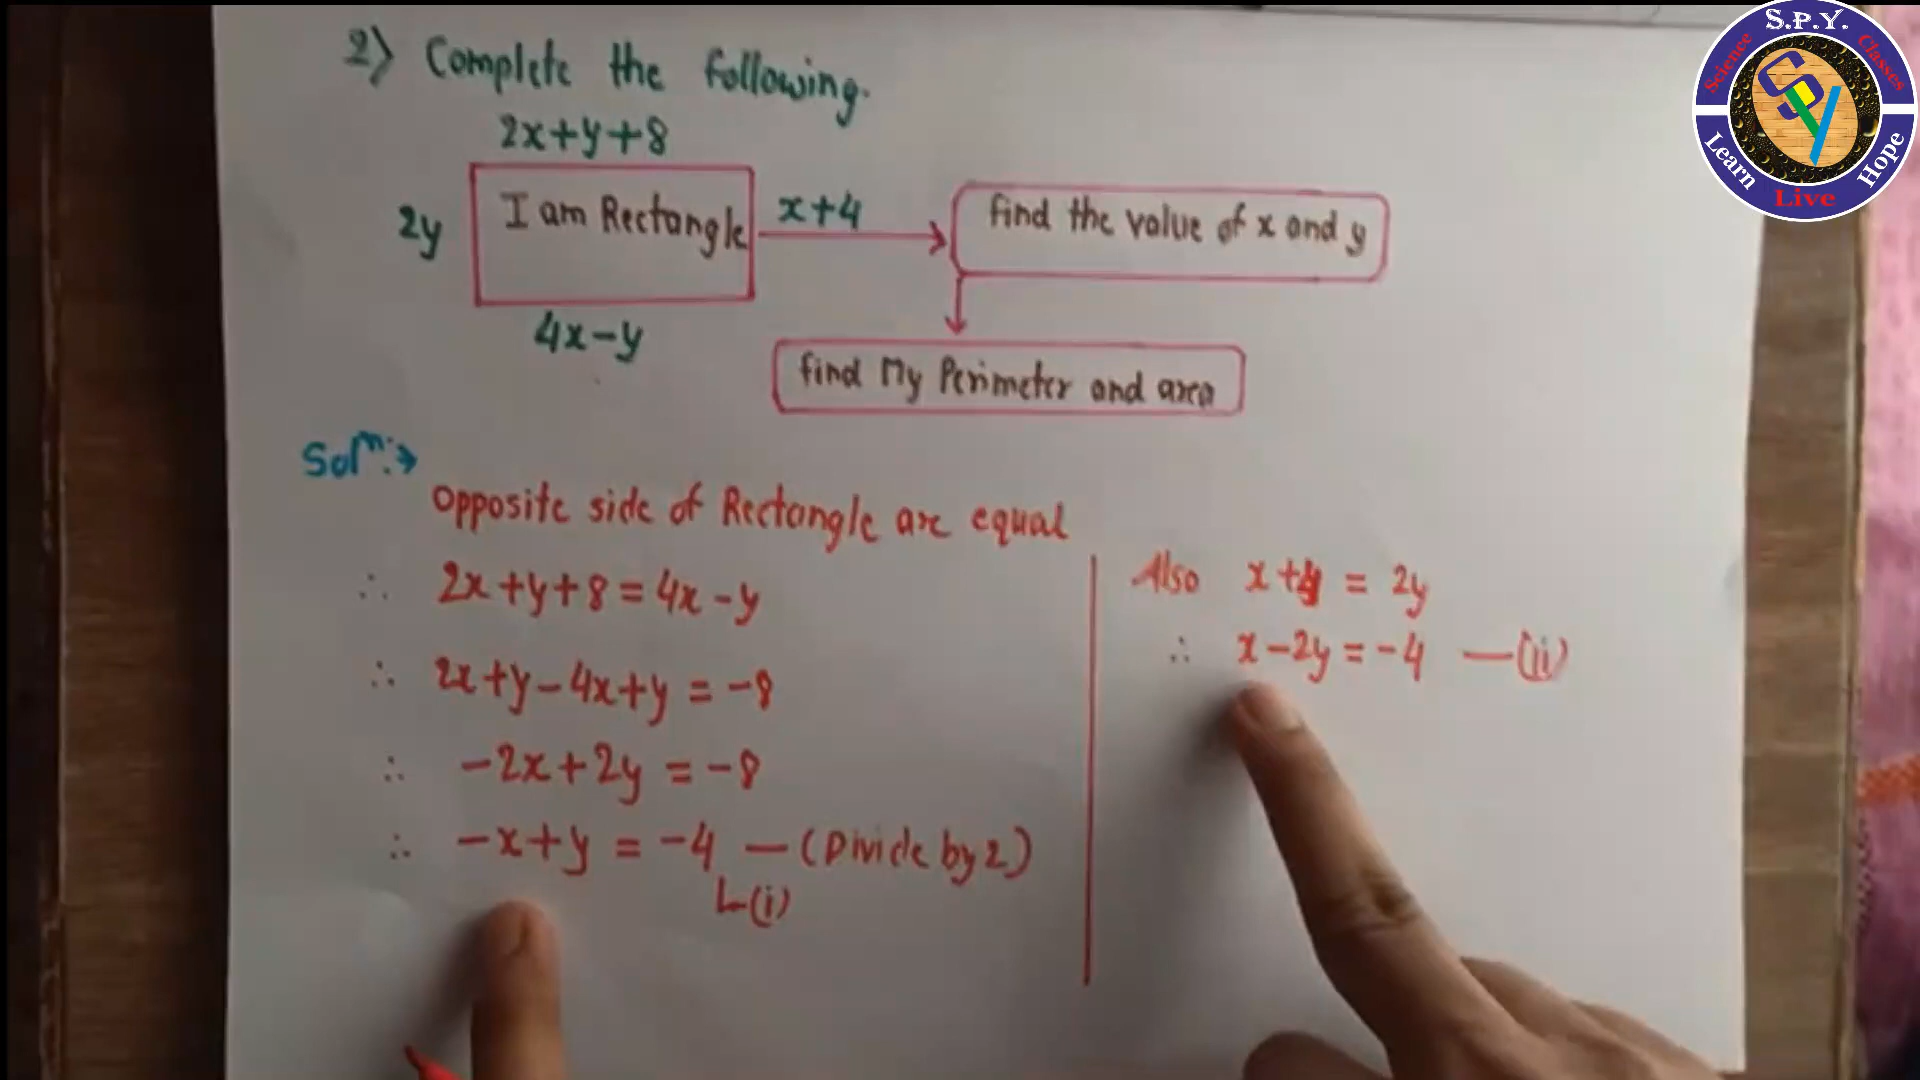 2) Complete the following.
2x+y+8
2y
I am Rectangle
x+4
find the value of x and y
4x-y
find My Perimeter and area
Solⁿ:→
Opposite side of Rectangle are equal
∴ 2x+y+8=4x-y
∴ 2x+y-4x+y = -8
∴ -2x+2y = -8
∴ -x+y = -4 — (Divide by 2)
(i)
Also x+4 = 2y
∴ x-2y = -4 —(ii)
S.P.Y.
Science
Classes
SPY
Learn
Live
Hope